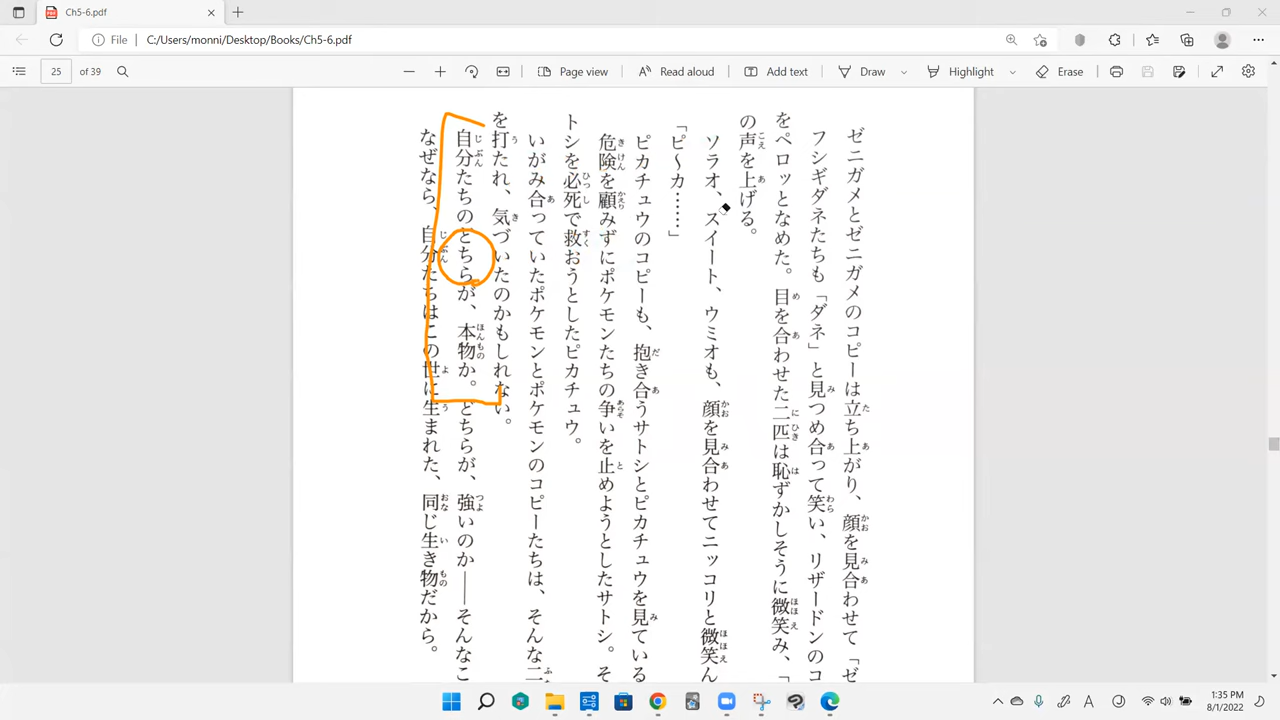 Ch5-6.pdf
File
C:/Users/monni/Desktop/Books/Ch5-6.pdf
25
of 39
Page view
Read aloud
Add text
Draw
Highlight
Erase
ゼニガメとゼニガメのコピーは立ち上がり、顔を見合わせて「ゼ
フシギダネたちも「ダネ」と見つめ合って笑い、リザードンのコ
をペロッとなめた。目を合わせた二匹は恥ずかしそうに微笑み、「
の声を上げる。
ソラオ、スイート、ウミオも、顔を見合わせてニッコリと微笑ん
「ピ〜カ……」
ピカチュウのコピーも、抱き合うサトシとピカチュウを見ている
危険を顧みずにポケモンたちの争いを止めようとしたサトシ。そ
トシを必死で救おうとしたピカチュウ。
いがみ合っていたポケモンとポケモンのコピーたちは、そんな二
を打たれ、気づいたのかもしれない。
自分たちのどちらが、本物か。どちらが、強いのか——そんなこ
なぜなら、自分たちはこの世に生まれた、同じ生き物だから。
1:35 PM
8/1/2022